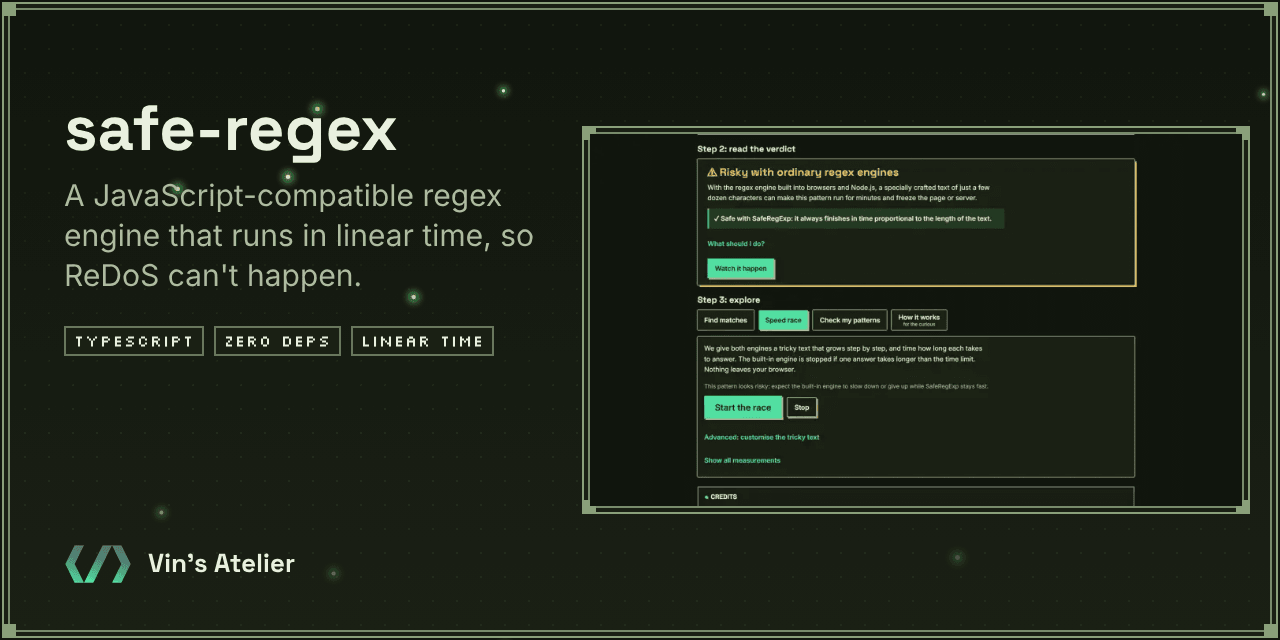 safe-regex
A JavaScript-compatible regex
engine that runs in linear time, so
ReDoS can't happen.
TYPESCRIPT
ZERO DEPS
LINEAR TIME
Vin's Atelier
Step 2: read the verdict
⚠ Risky with ordinary regex engines
With the regex engine built into browsers and Node.js, a specially crafted text of just a few
dozen characters can make this pattern run for minutes and freeze the page or server.
✓ Safe with SafeRegExp: it always finishes in time proportional to the length of the text.
What should I do?
Watch it happen
Step 3: explore
Find matches
Speed race
Check my patterns
How it works
for the curious
We give both engines a tricky text that grows step by step, and time how long each takes
to answer. The built-in engine is stopped if one answer takes longer than the time limit.
Nothing leaves your browser.
This pattern looks risky: expect the built-in engine to slow down or give up while SafeRegExp stays fast.
Start the race
Stop
Advanced: customise the tricky text
Show all measurements
CREDITS